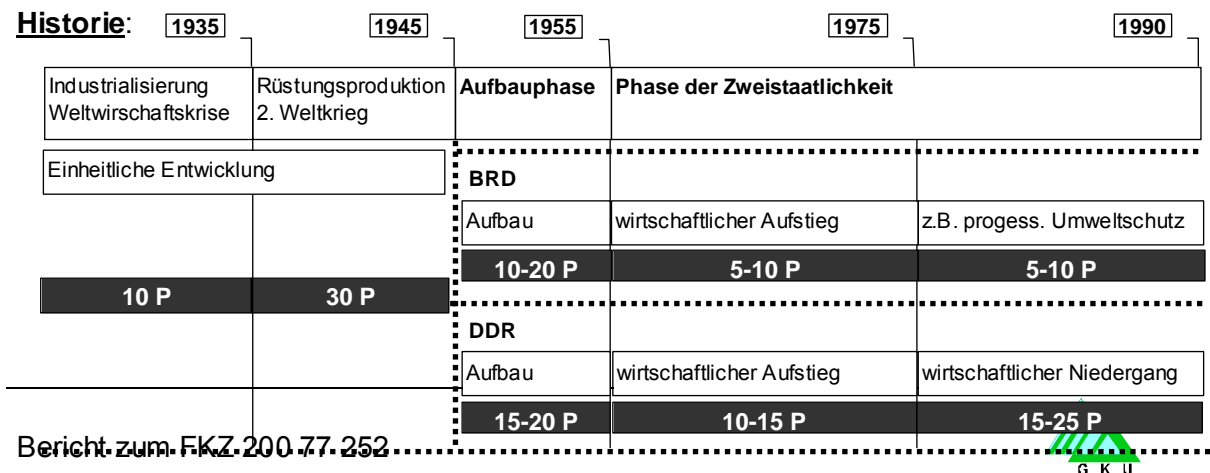 Historie: 1935 1945 1955 1975 1990
Industrialisierung Rüstungsproduktion Aufbauphase Phase der Zweistaatlichkeit
Weltwirtschaftskrise 2. Weltkrieg
Einheitliche Entwicklung
BRD
Aufbau wirtschaftlicher Aufstieg z.B. progess. Umweltschutz
10-20 P 5-10 P 5-10 P
10 P 30 P
DDR
Aufbau wirtschaftlicher Aufstieg wirtschaftlicher Niedergang
15-20 P 10-15 P 15-25 P
Bericht zum FKZ 200 77 252
G K U